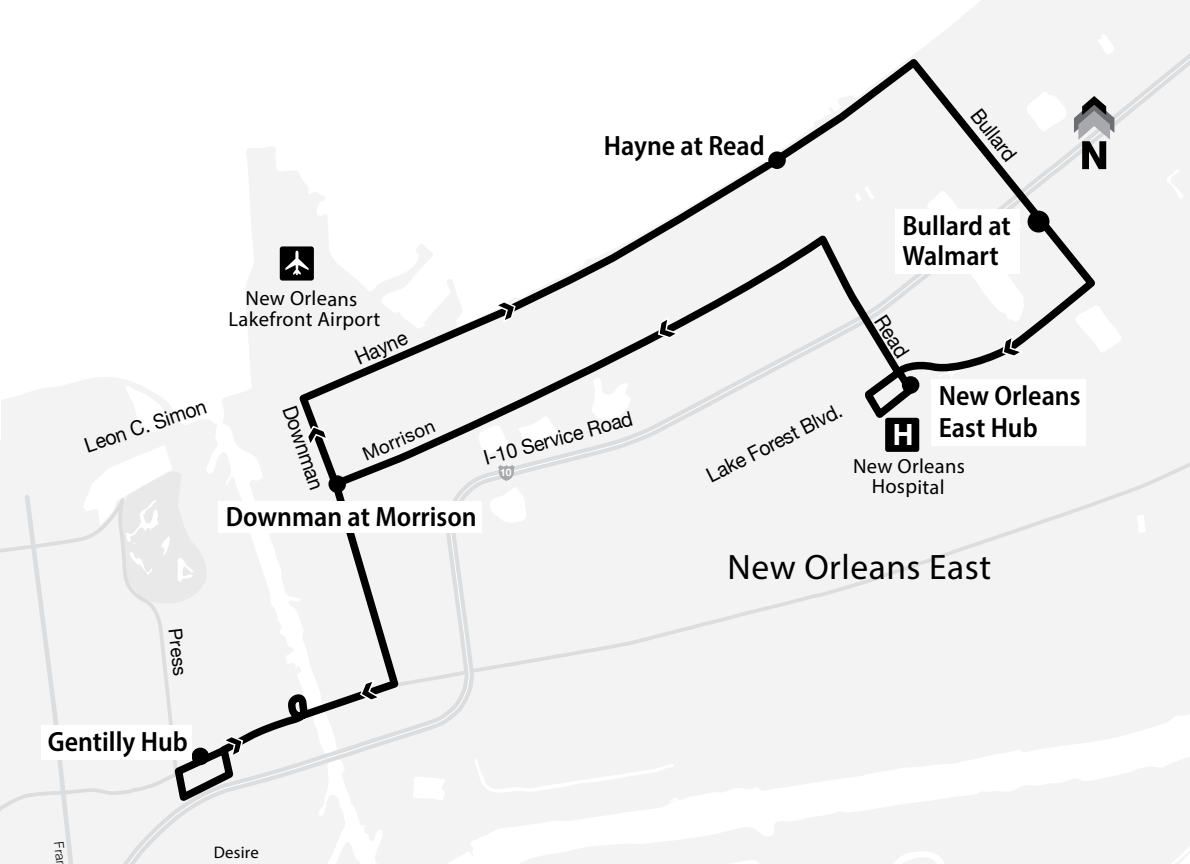 Bullard
Hayne at Read
N
Bullard at
Walmart
New Orleans
Lakefront Airport
Hayne
Read
Leon C. Simon
Downman
Morrison
I-10 Service Road
10
Lake Forest Blvd.
New Orleans
East Hub
H
New Orleans
Hospital
Downman at Morrison
New Orleans East
Press
Gentilly Hub
Desire